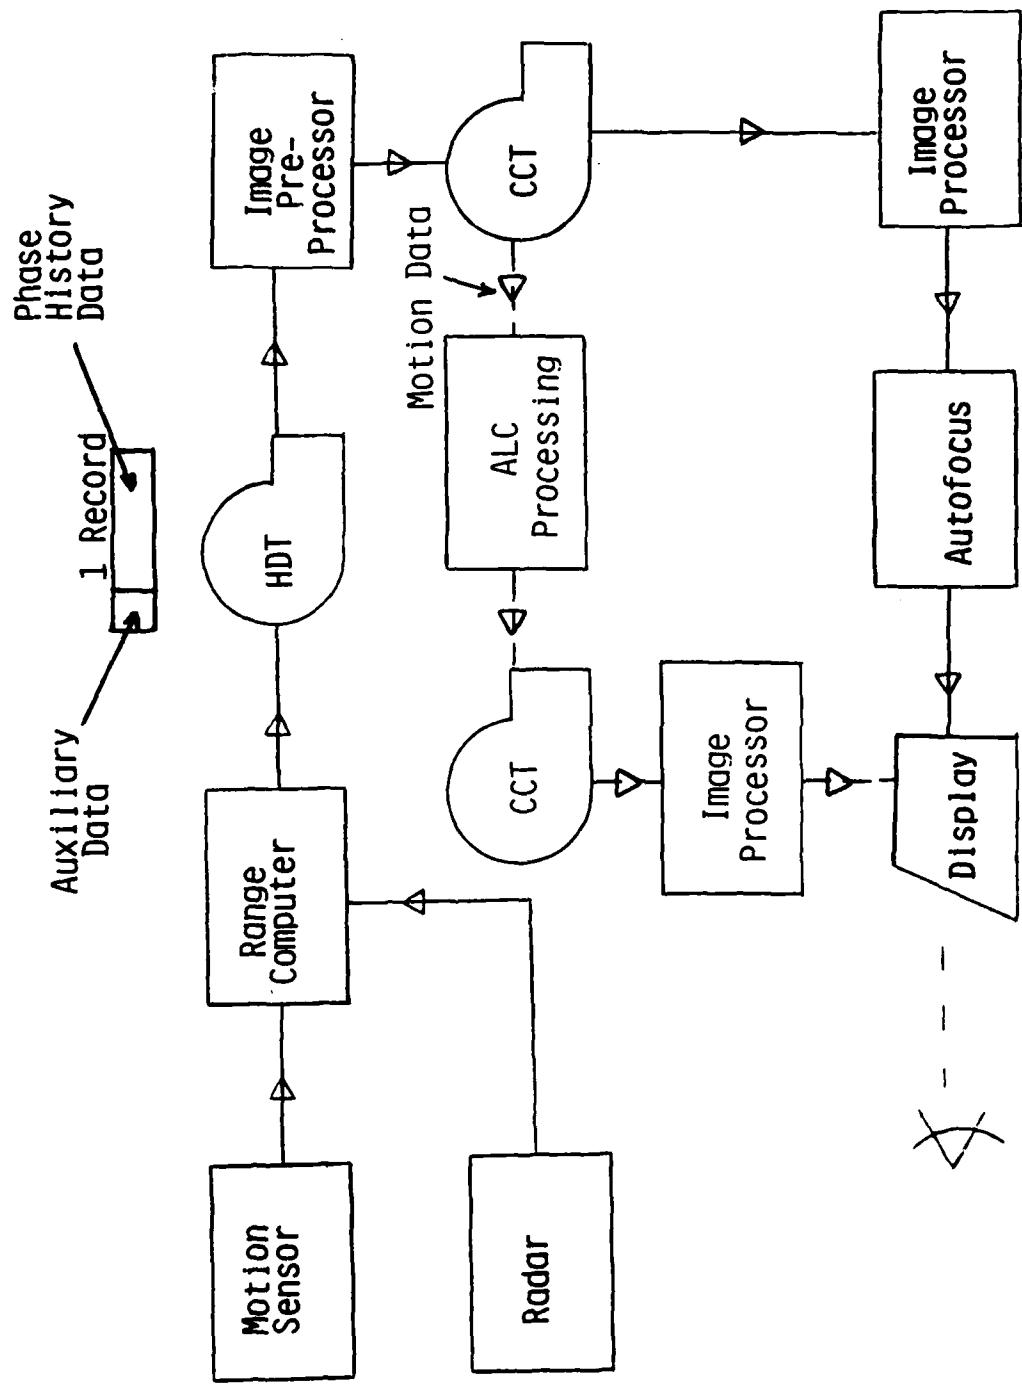 Auxiliary
Data
1 Record
Phase
History
Data
Motion
Sensor
Range
Computer
HDT
Image
Pre-
Processor
Radar
Motion Data
CCT
ALC
Processing
CCT
Image
Processor
Display
Autofocus
Image
Processor